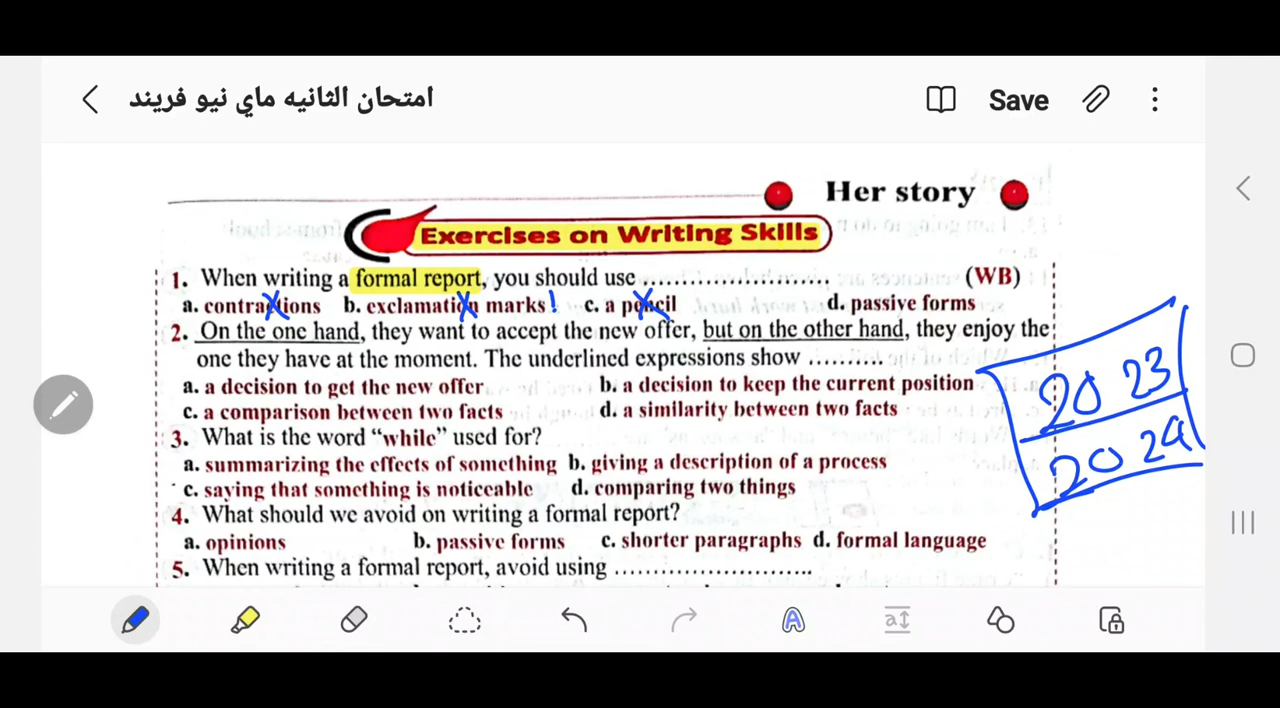 امتحان الثانيه ماي نيو فريند
Save
Her story
Exercises on Writing Skills
1. When writing a formal report, you should use ........................ (WB)
a. contractions b. exclamation marks! c. a pencil d. passive forms
2. On the one hand, they want to accept the new offer, but on the other hand, they enjoy the
one they have at the moment. The underlined expressions show ..........
a. a decision to get the new offer b. a decision to keep the current position
c. a comparison between two facts d. a similarity between two facts
3. What is the word “while” used for?
a. summarizing the effects of something b. giving a description of a process
c. saying that something is noticeable d. comparing two things
4. What should we avoid on writing a formal report?
a. opinions b. passive forms c. shorter paragraphs d. formal language
5. When writing a formal report, avoid using .........................
2023
2024